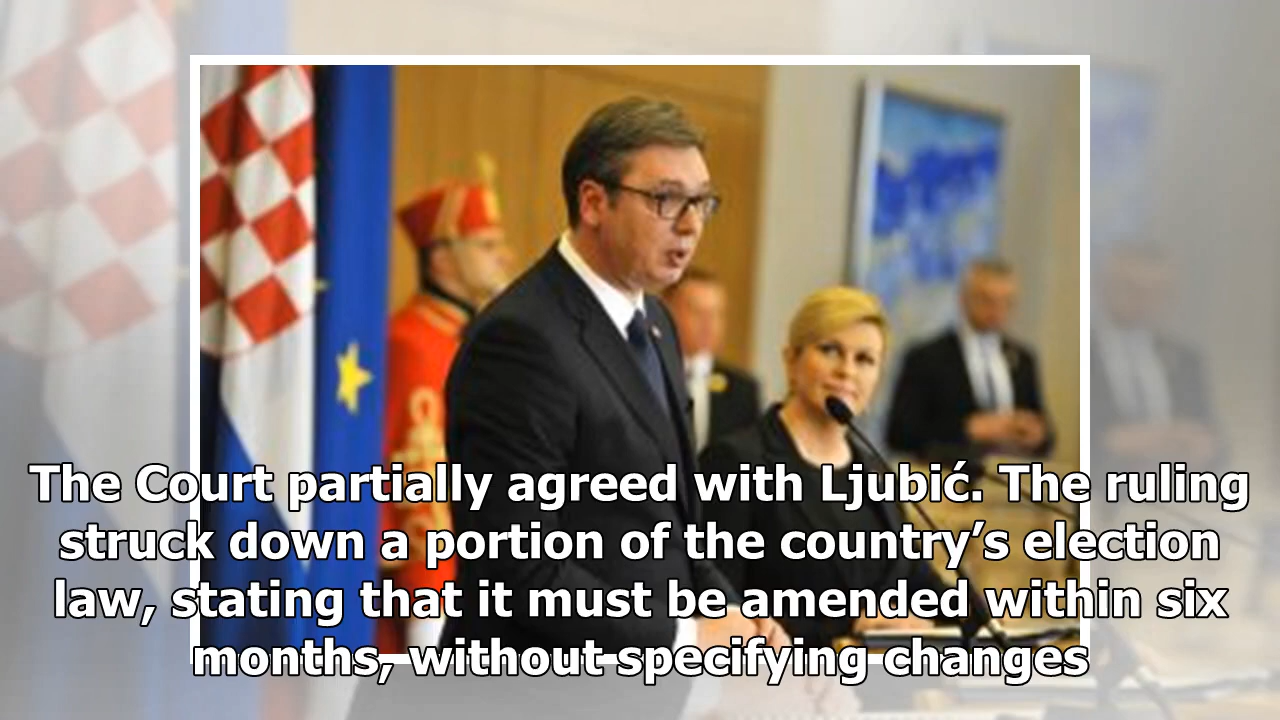 The Court partially agreed with Ljubić. The ruling
struck down a portion of the country’s election
law, stating that it must be amended within six
months, without specifying changes